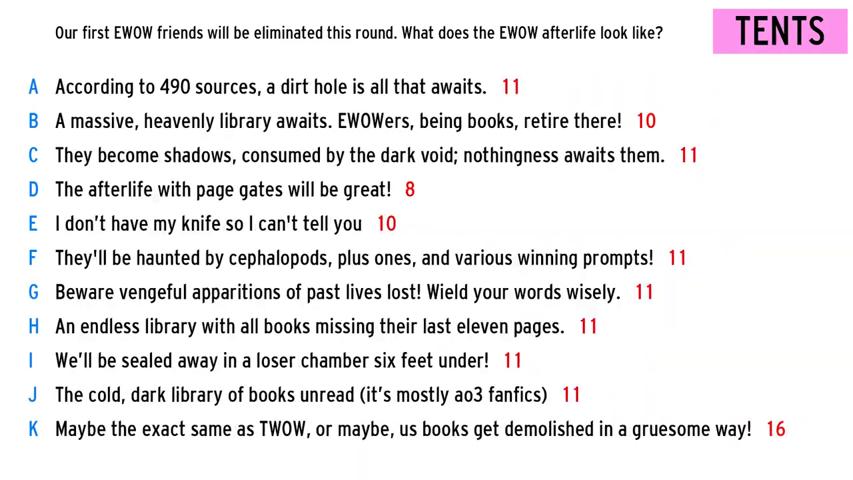 Our first EWOW friends will be eliminated this round. What does the EWOW afterlife look like?
TENTS
A According to 490 sources, a dirt hole is all that awaits. 11
B A massive, heavenly library awaits. EWOWers, being books, retire there! 10
C They become shadows, consumed by the dark void; nothingness awaits them. 11
D The afterlife with page gates will be great! 8
E I don’t have my knife so I can't tell you 10
F They'll be haunted by cephalopods, plus ones, and various winning prompts! 11
G Beware vengeful apparitions of past lives lost! Wield your words wisely. 11
H An endless library with all books missing their last eleven pages. 11
I We’ll be sealed away in a loser chamber six feet under! 11
J The cold, dark library of books unread (it’s mostly ao3 fanfics) 11
K Maybe the exact same as TWOW, or maybe, us books get demolished in a gruesome way! 16